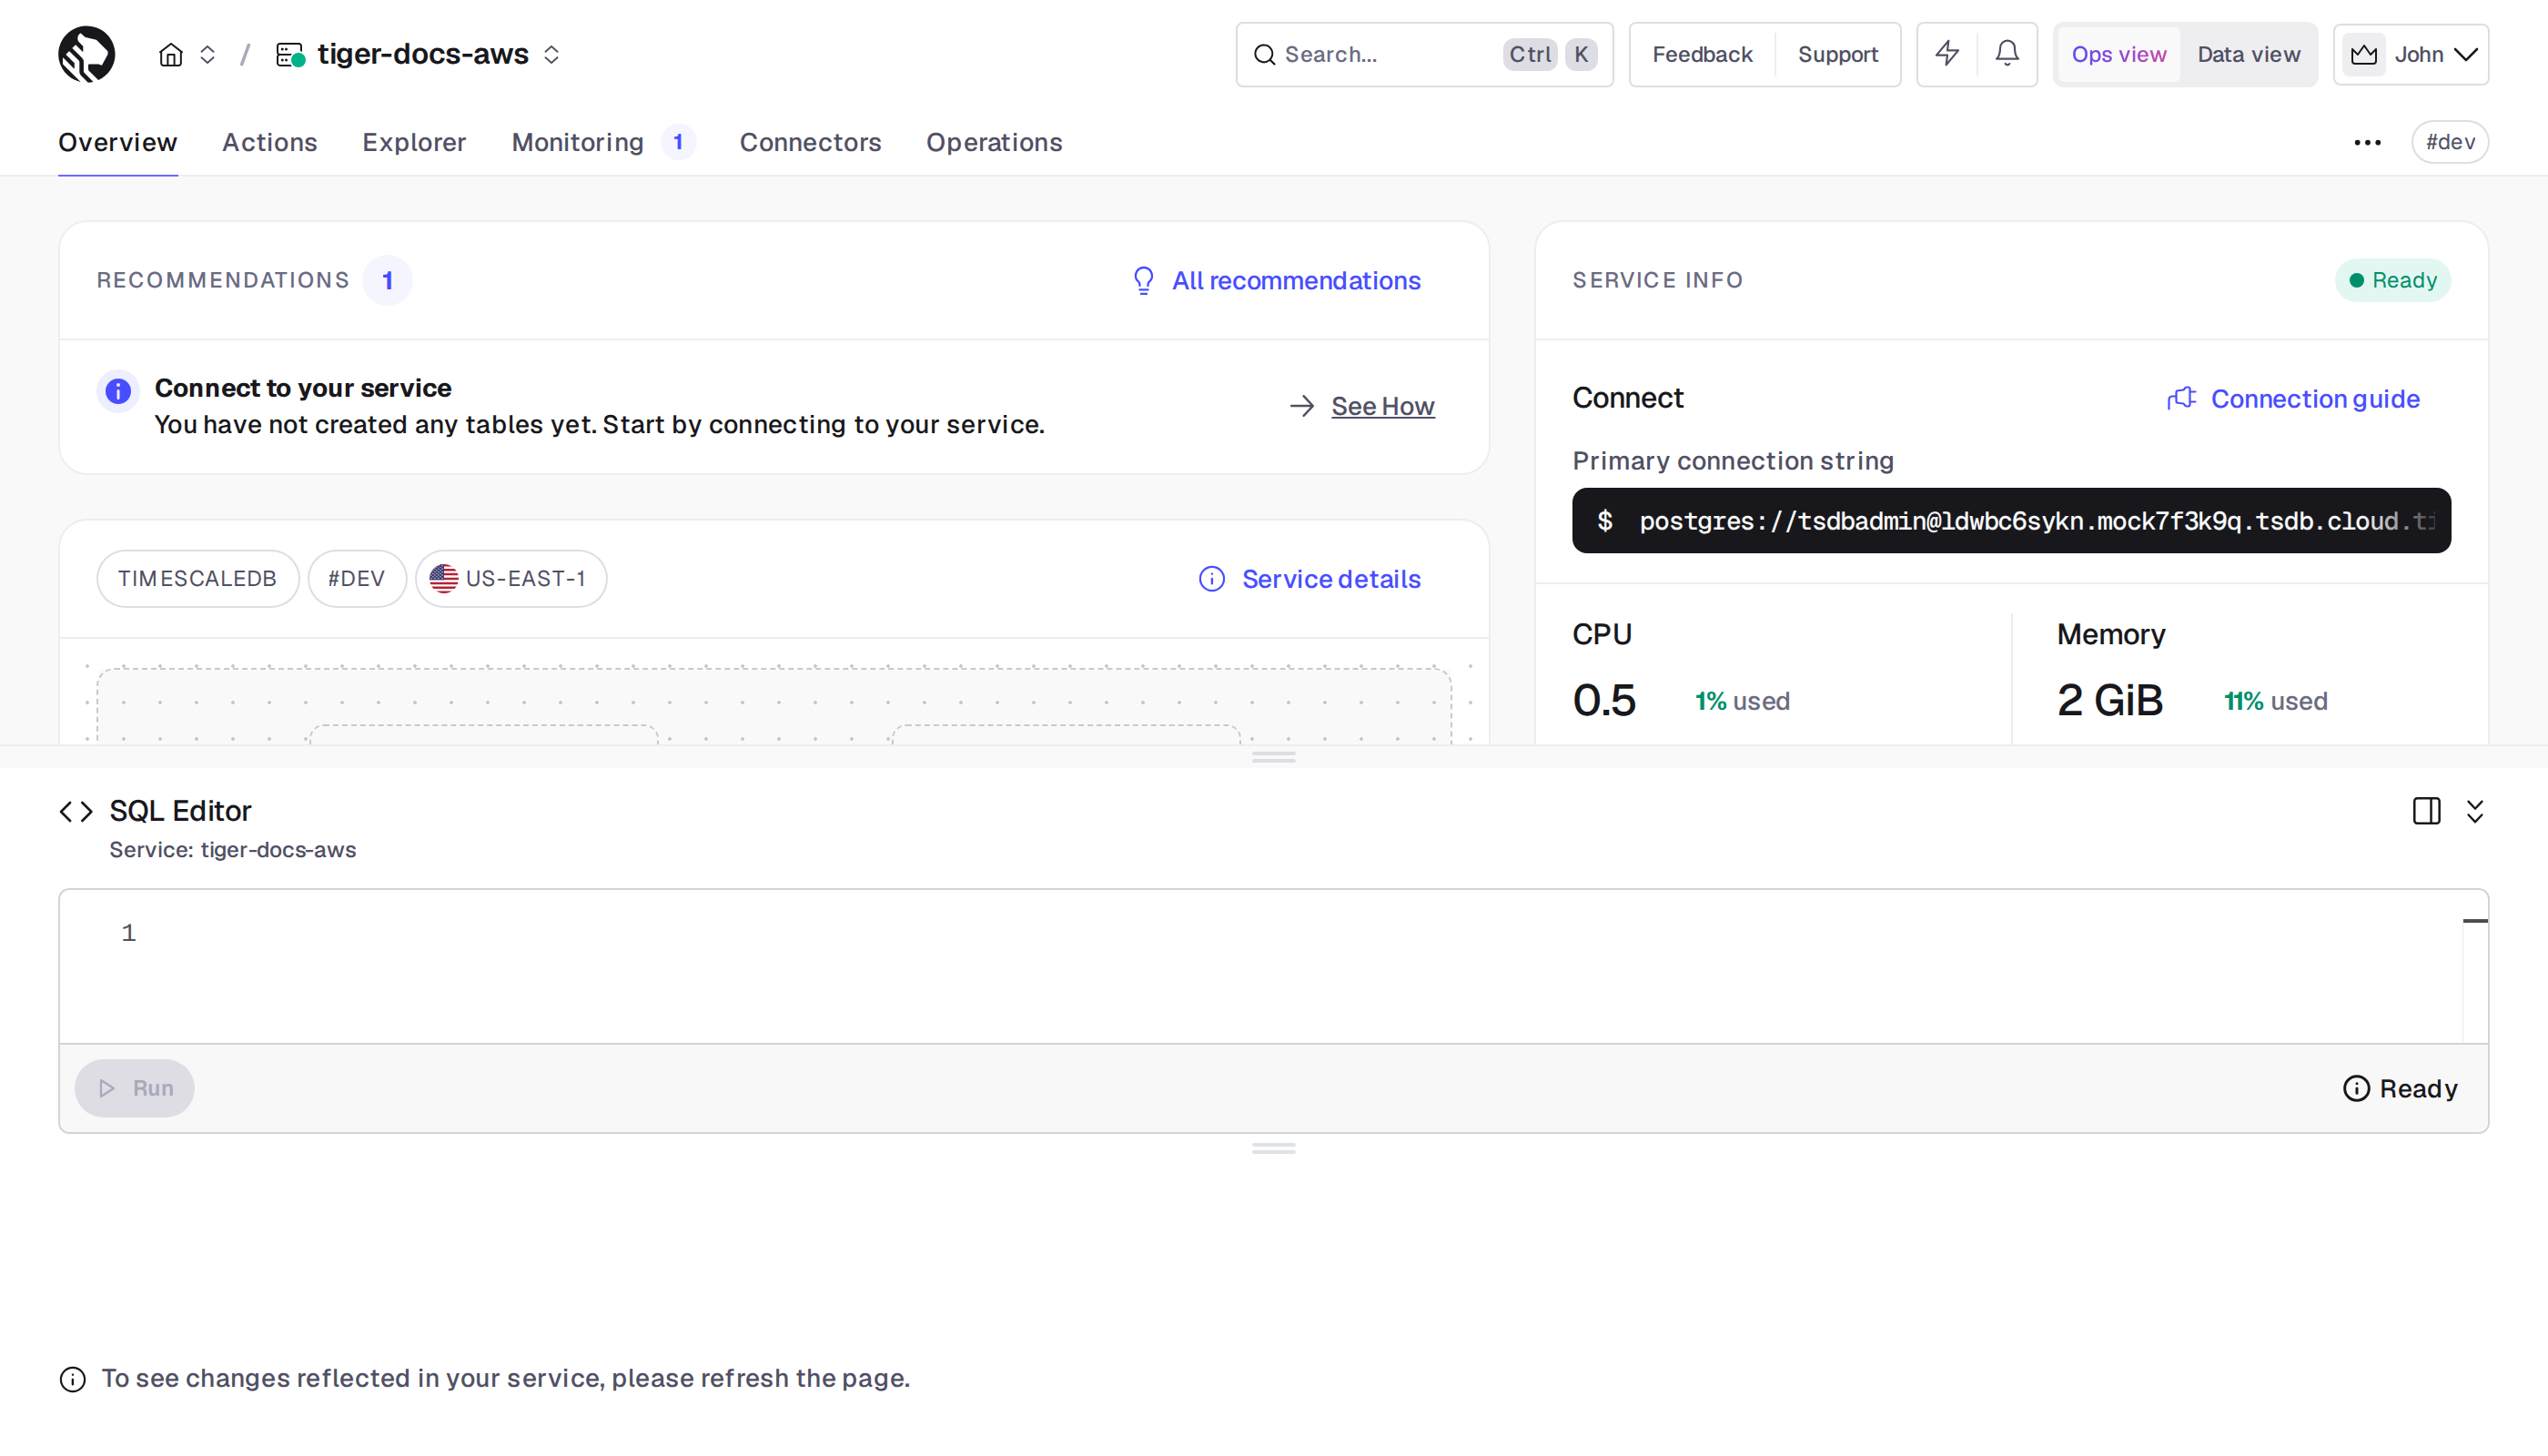 / tiger-docs-aws Search... Ctrl K Feedback Support Ops view Data view John
Overview Actions Explorer Monitoring 1 Connectors Operations ••• #dev
RECOMMENDATIONS 1 All recommendations
Connect to your service
You have not created any tables yet. Start by connecting to your service.
See How
TIMESCALEDB #DEV US-EAST-1 Service details
SERVICE INFO Ready
Connect Connection guide
Primary connection string
$ postgres://tsdbadmin@ldwbc6sykn.mock7f3k9q.tsdb.cloud.ti
CPU Memory
0.5 1% used 2 GiB 11% used
SQL Editor
Service: tiger-docs-aws
1
Run Ready
To see changes reflected in your service, please refresh the page.